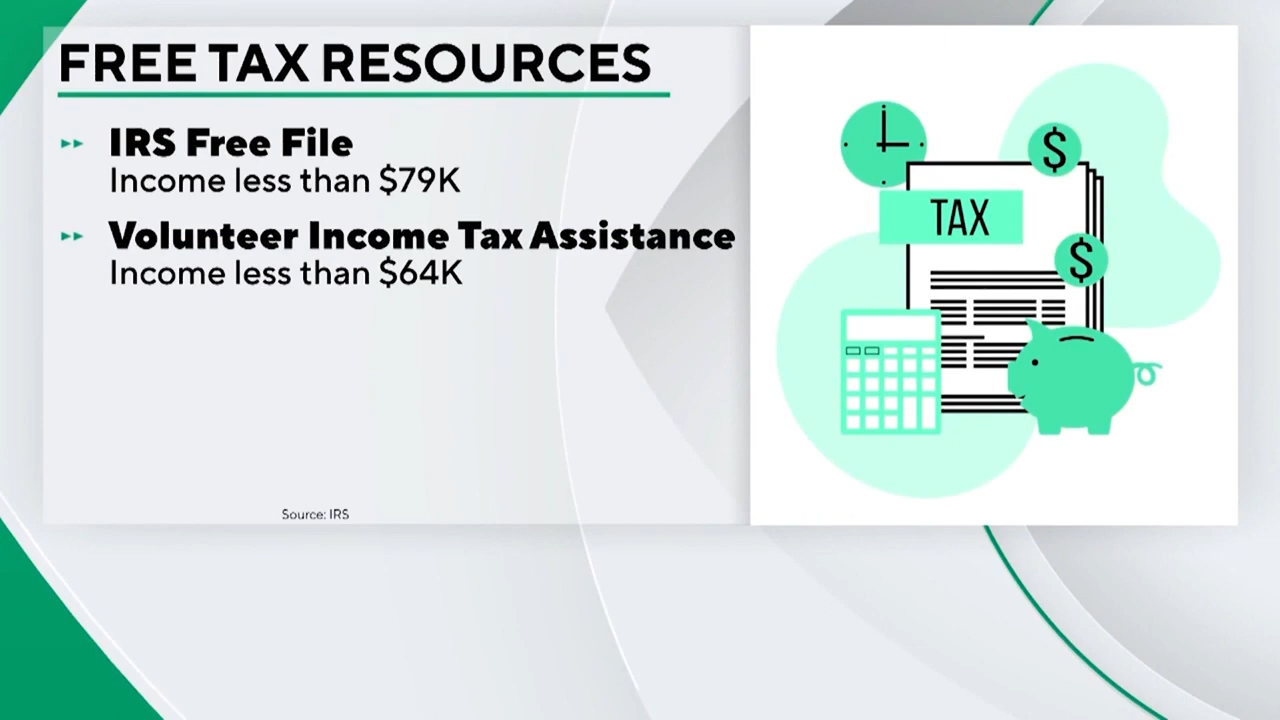 FREE TAX RESOURCES
IRS Free File
Income less than $79K
Volunteer Income Tax Assistance
Income less than $64K
Source: IRS
TAX
$
$